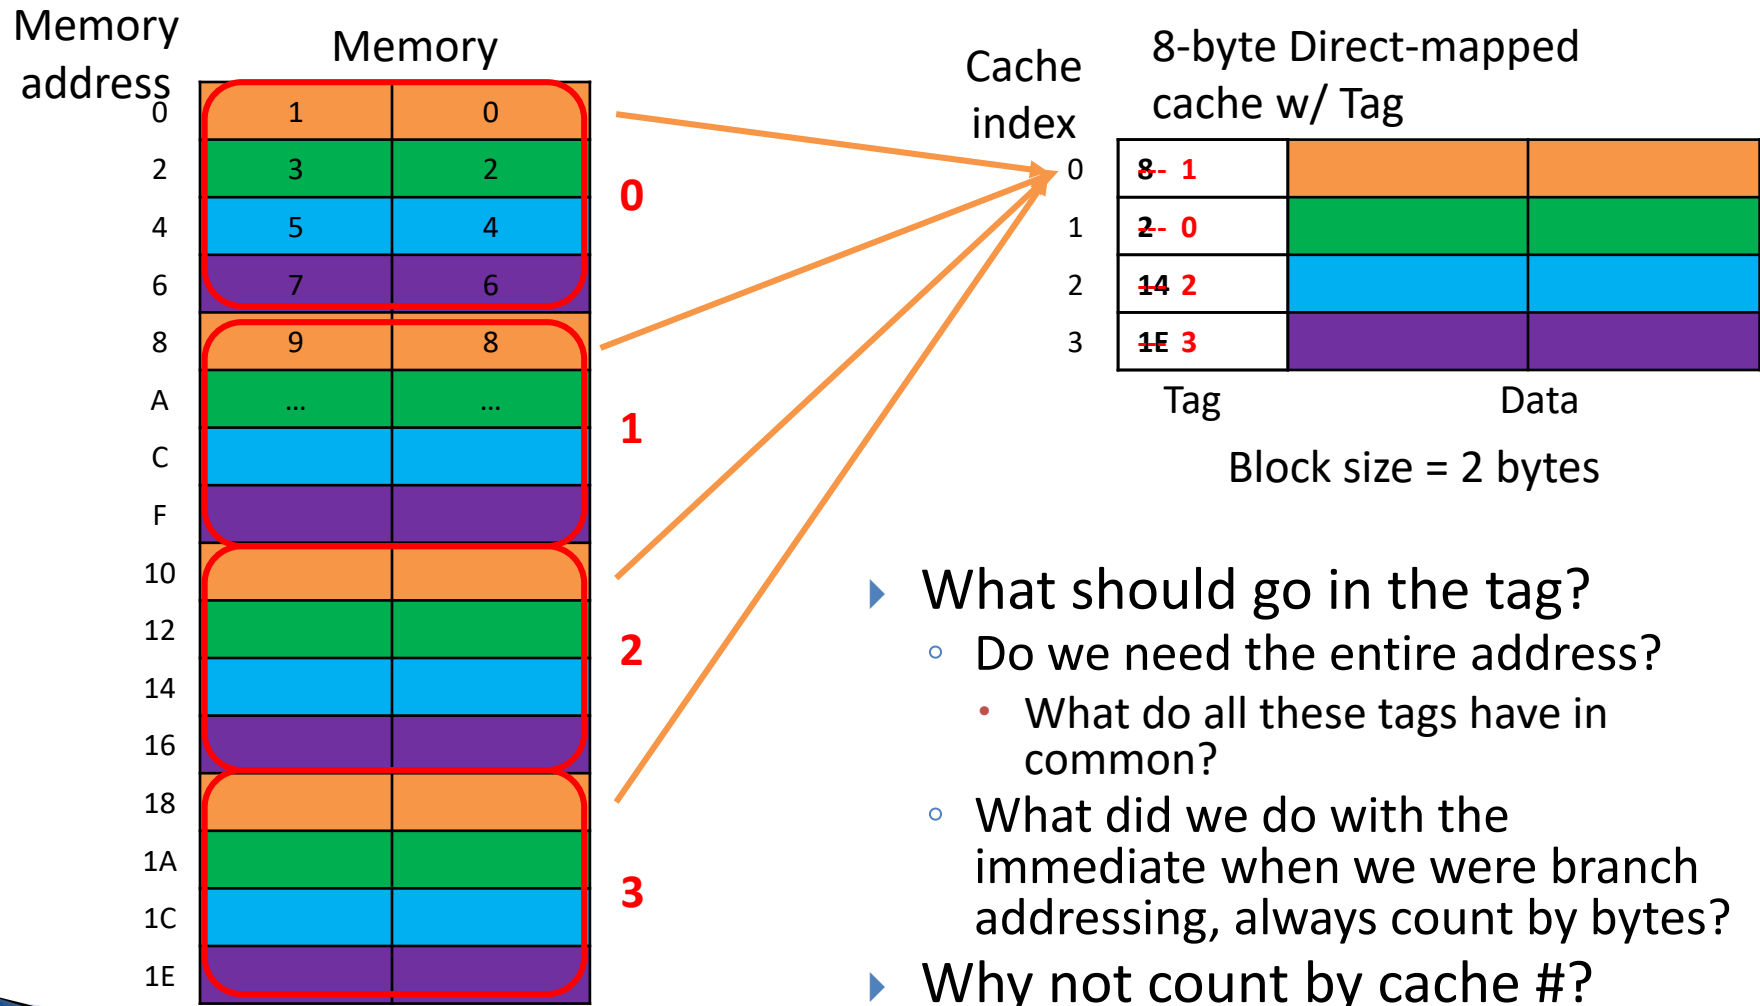 Memory
address
Memory
0 1 0
2 3 2
4 5 4
6 7 6
0
8 9 8
A ... ...
C
F
1
10
12
14
16
2
18
1A
1C
1E
3
Cache
index
8-byte Direct-mapped
cache w/ Tag
0 8 1
1 2 0
2 14 2
3 1E 3
Tag Data
Block size = 2 bytes
What should go in the tag?
Do we need the entire address?
What do all these tags have in
common?
What did we do with the
immediate when we were branch
addressing, always count by bytes?
Why not count by cache #?